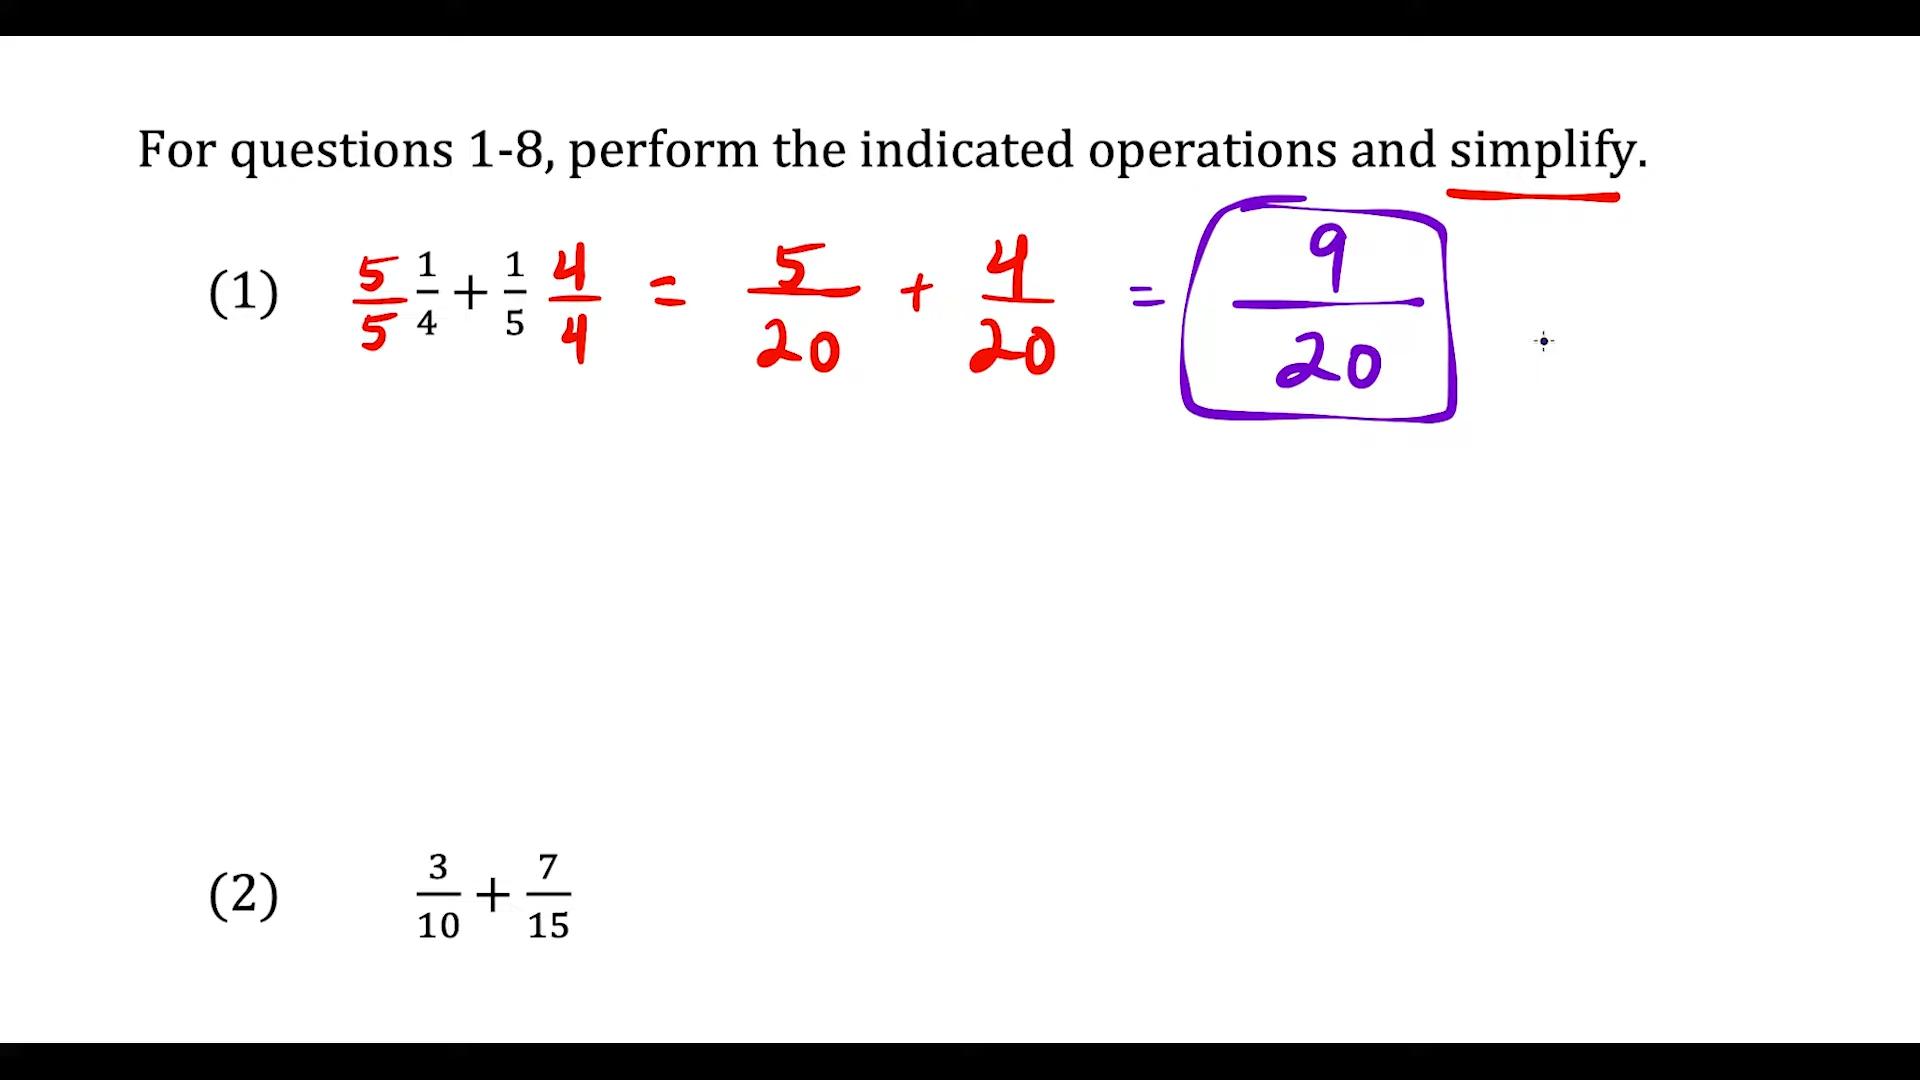 For questions 1-8, perform the indicated operations and simplify.
(1) 5/5 1/4 + 1/5 4/4 = 5/20 + 4/20 = 9/20
(2) 3/10 + 7/15